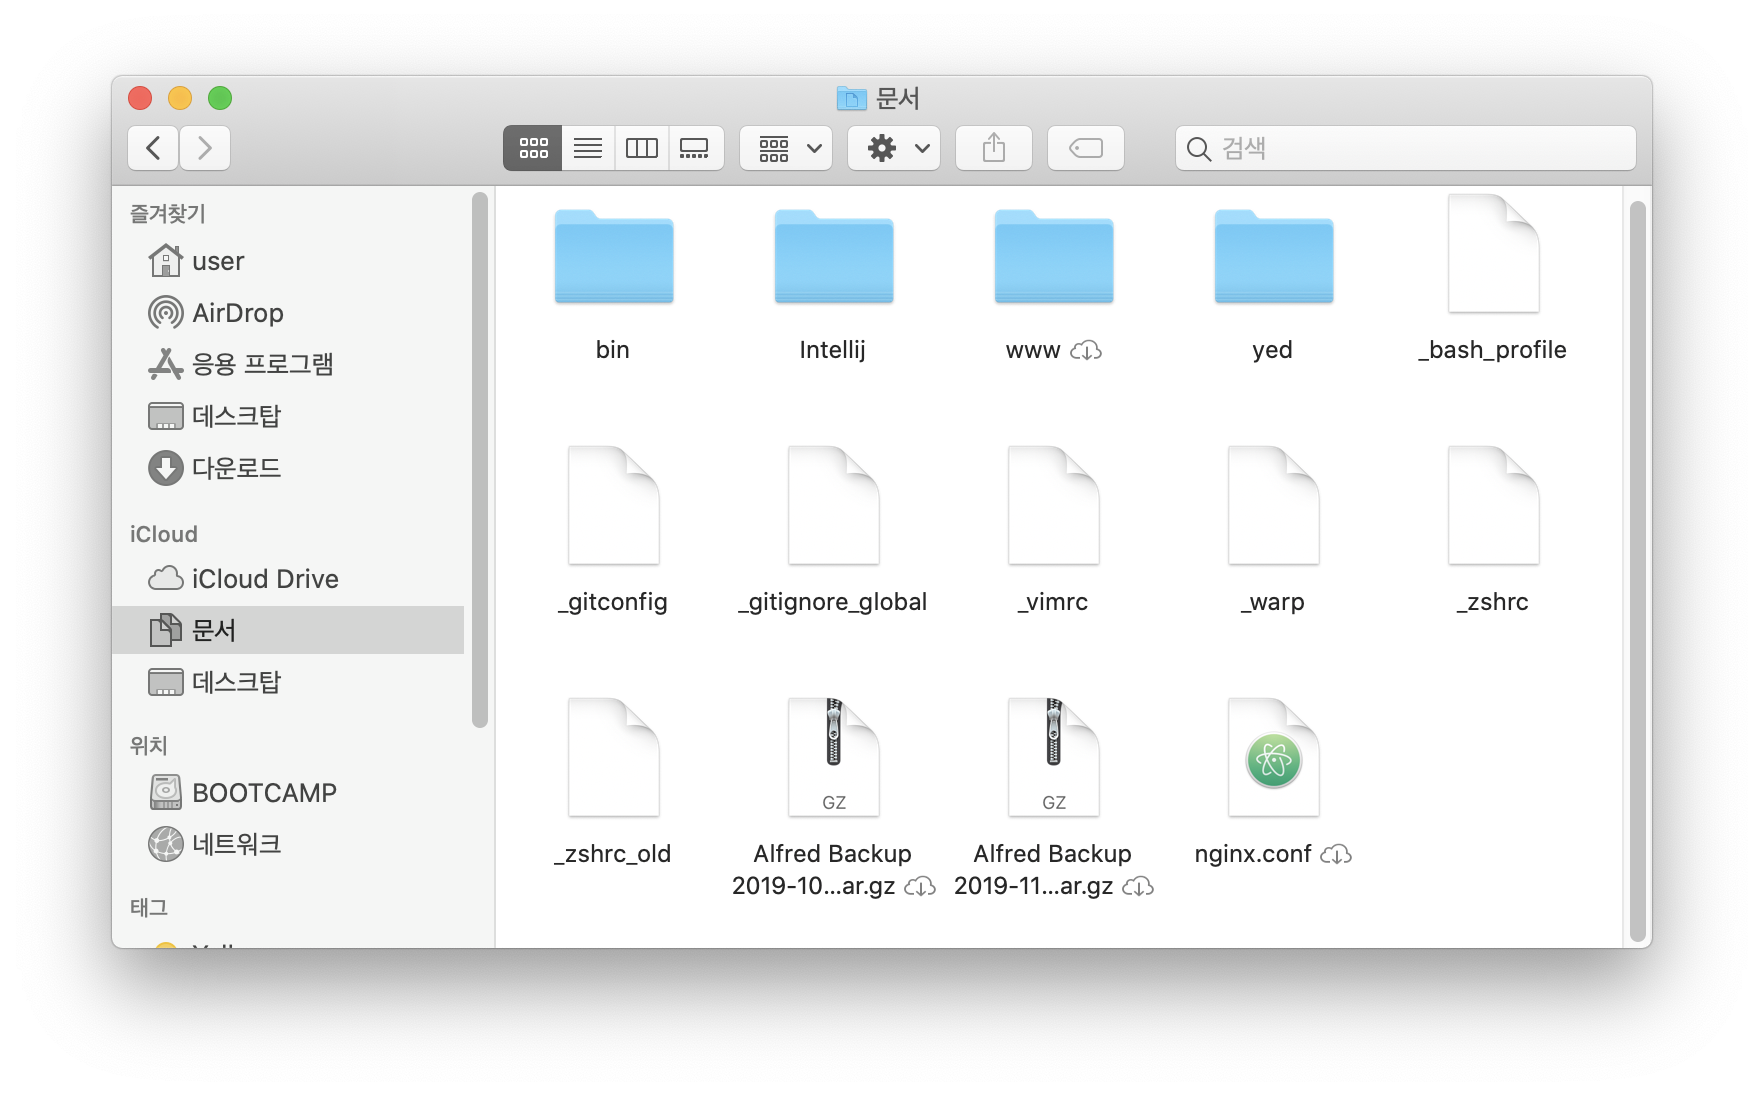 문서
검색
즐겨찾기
user
AirDrop
응용 프로그램
데스크탑
다운로드
iCloud
iCloud Drive
문서
데스크탑
위치
BOOTCAMP
네트워크
태그
bin
Intellij
www
yed
_bash_profile
_gitconfig
_gitignore_global
_vimrc
_warp
_zshrc
GZ
GZ
_zshrc_old
Alfred Backup
2019-10...ar.gz
Alfred Backup
2019-11...ar.gz
nginx.conf